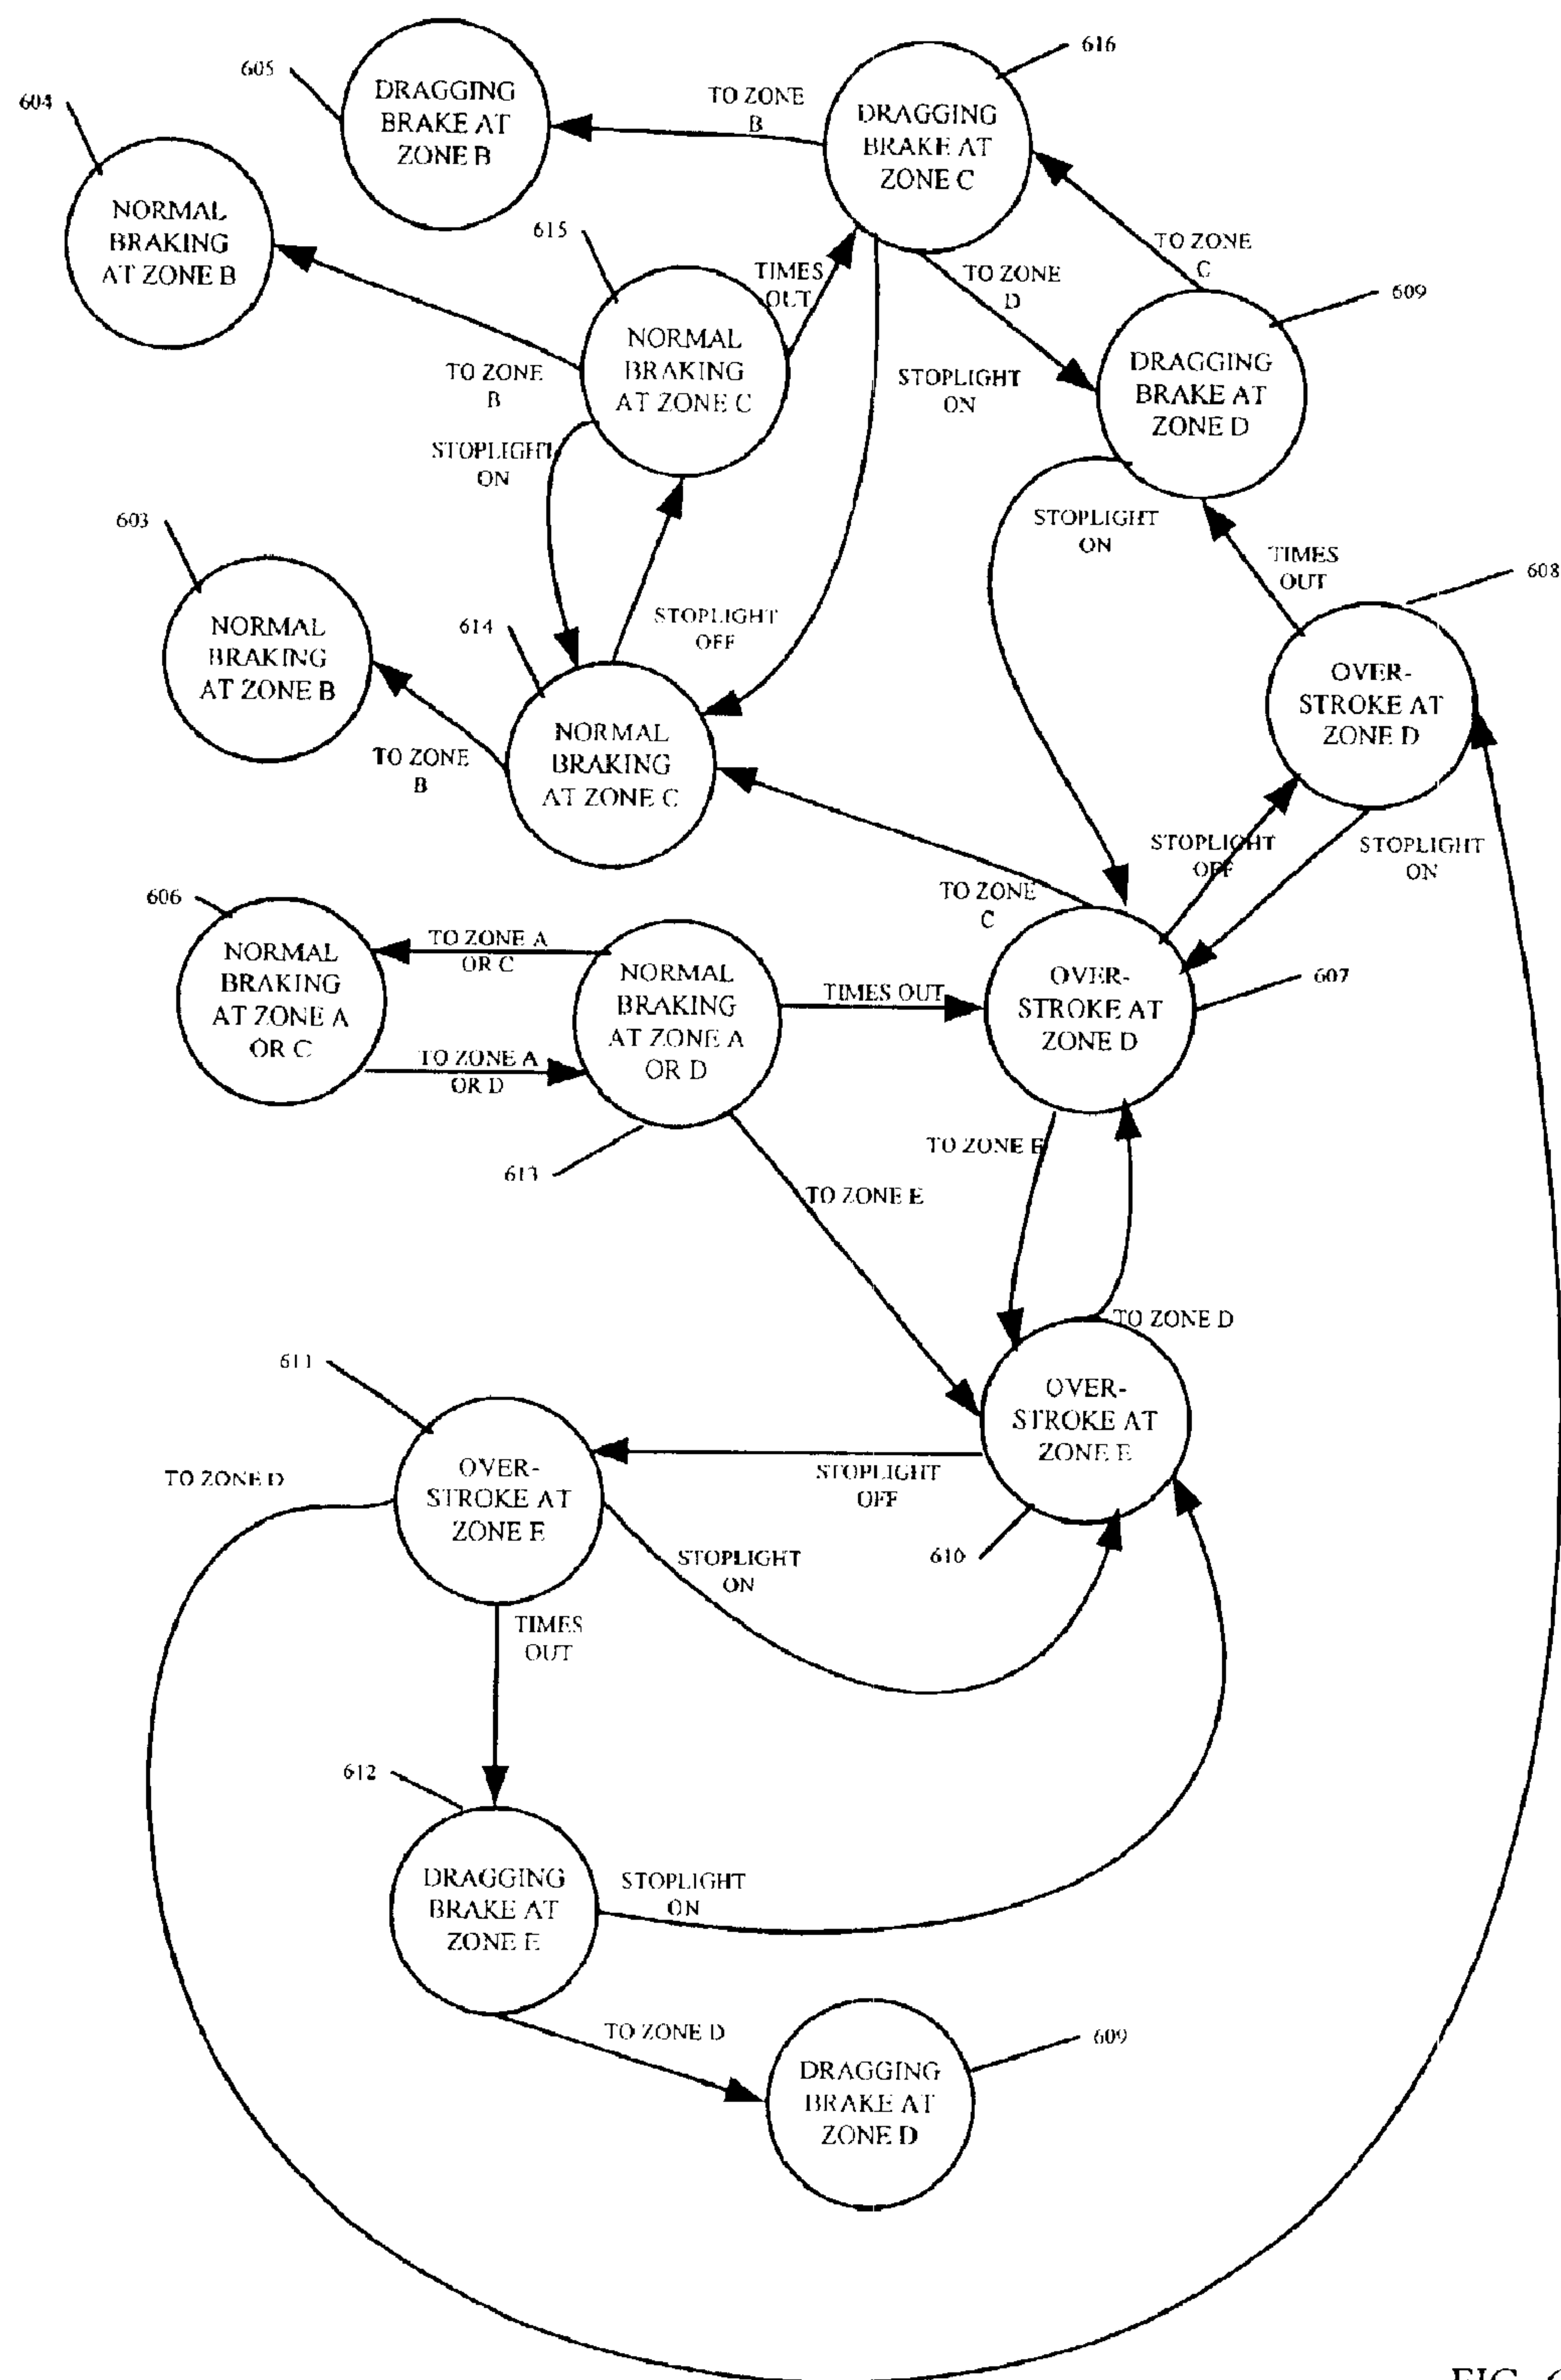 616
605
DRAGGING
BRAKE AT
ZONE B
TO ZONE
B
DRAGGING
BRAKE AT
ZONE C
604
NORMAL
BRAKING
AT ZONE B
615
TIMES
OUT
TO ZONE
D
TO ZONE
C
609
NORMAL
BRAKING
AT ZONE C
TO ZONE
B
STOPLIGHT
ON
DRAGGING
BRAKE AT
ZONE D
STOPLIGHT
ON
603
STOPLIGHT
ON
TIMES
OUT
608
NORMAL
BRAKING
AT ZONE B
614
STOPLIGHT
OFF
OVER-
STROKE AT
ZONE D
TO ZONE
B
NORMAL
BRAKING
AT ZONE C
STOPLIGHT
OFF
STOPLIGHT
ON
606
TO ZONE
C
NORMAL
BRAKING
AT ZONE A
OR C
TO ZONE A
OR C
NORMAL
BRAKING
AT ZONE A
OR D
TIMES OUT
OVER-
STROKE AT
ZONE D
607
TO ZONE A
OR D
613
TO ZONE E
TO ZONE E
TO ZONE D
611
OVER-
STROKE AT
ZONE E
TO ZONE D
OVER-
STROKE AT
ZONE E
STOPLIGHT
OFF
610
STOPLIGHT
ON
TIMES
OUT
612
DRAGGING
BRAKE AT
ZONE E
STOPLIGHT
ON
TO ZONE D
609
DRAGGING
BRAKE AT
ZONE D
FIG.